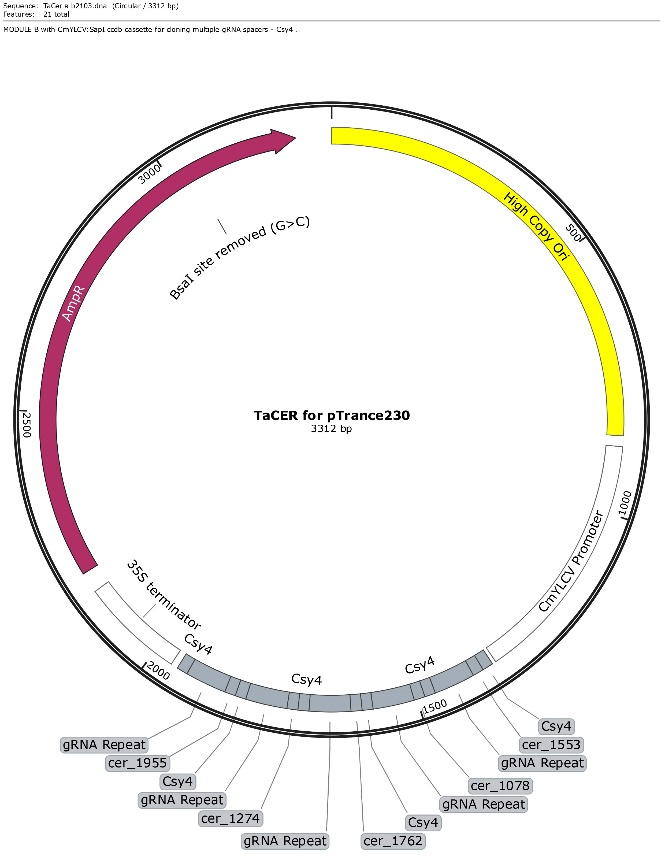 Sequence: TaCer e b2103.dna (Circular / 3312 bp)
Features: 21 total
MODULE B with CmYLCV:SapI ccdb cassette for cloning multiple gRNA spacers - Csy4 .
3000
High Copy Ori
500
BsaI site removed (G>C)
AmpR
TaCER for pTrance230
3312 bp
2500
1000
CmYLCV Promoter
35S terminator
Csy4
Csy4
Csy4
2000
1500
gRNA Repeat
cer_1955
Csy4
gRNA Repeat
cer_1274
gRNA Repeat
cer_1762
Csy4
gRNA Repeat
cer_1078
gRNA Repeat
cer_1553
Csy4